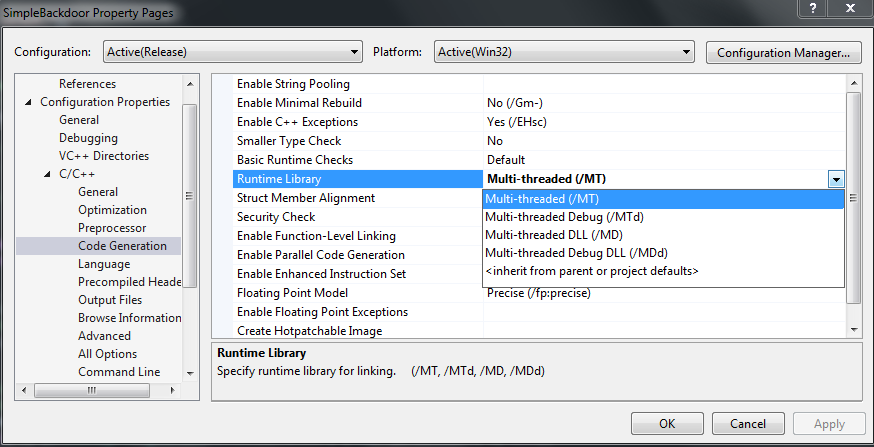 SimpleBackdoor Property Pages
Configuration: Active(Release) Platform: Active(Win32) Configuration Manager...
References
Configuration Properties
General
Debugging
VC++ Directories
C/C++
General
Optimization
Preprocessor
Code Generation
Language
Precompiled Heade
Output Files
Browse Information
Advanced
All Options
Command Line
Enable String Pooling
Enable Minimal Rebuild No (/Gm-)
Enable C++ Exceptions Yes (/EHsc)
Smaller Type Check No
Basic Runtime Checks Default
Runtime Library Multi-threaded (/MT)
Struct Member Alignment Multi-threaded (/MT)
Security Check Multi-threaded Debug (/MTd)
Enable Function-Level Linking Multi-threaded DLL (/MD)
Enable Parallel Code Generation Multi-threaded Debug DLL (/MDd)
Enable Enhanced Instruction Set <inherit from parent or project defaults>
Floating Point Model Precise (/fp:precise)
Enable Floating Point Exceptions
Create Hotpatchable Image
Runtime Library
Specify runtime library for linking. (/MT, /MTd, /MD, /MDd)
OK Cancel Apply